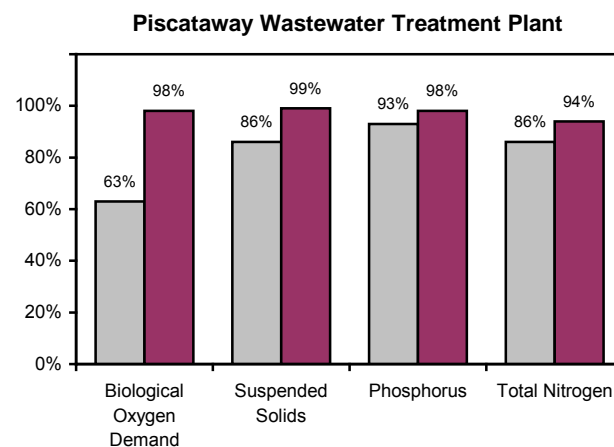 Piscataway Wastewater Treatment Plant
98%
99%
98%
94%
93%
86%
86%
63%
100%
80%
60%
40%
20%
0%
Biological
Oxygen
Demand
Suspended
Solids
Phosphorus
Total Nitrogen